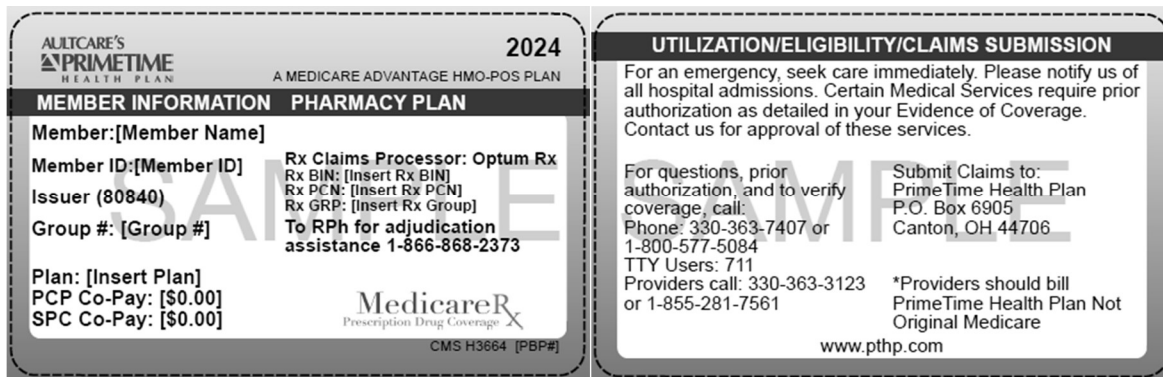 AULTCARE'S
PRIMETIME
HEALTH PLAN
2024
A MEDICARE ADVANTAGE HMO-POS PLAN
MEMBER INFORMATION PHARMACY PLAN
Member:[Member Name]
Member ID:[Member ID]
Issuer (80840)
Group #: [Group #]
Rx Claims Processor: Optum Rx
Rx BIN: [Insert Rx BIN]
Rx PCN: [Insert Rx PCN]
Rx GRP: [Insert Rx Group]
To RPh for adjudication
assistance 1-866-868-2373
Plan: [Insert Plan]
PCP Co-Pay: [$0.00]
SPC Co-Pay: [$0.00]
MedicareRx
Prescription Drug Coverage
CMS H3664 [PBP#]
SAMPLE
UTILIZATION/ELIGIBILITY/CLAIMS SUBMISSION
For an emergency, seek care immediately. Please notify us of
all hospital admissions. Certain Medical Services require prior
authorization as detailed in your Evidence of Coverage.
Contact us for approval of these services.
For questions, prior
authorization, and to verify
coverage, call:
Phone: 330-363-7407 or
1-800-577-5084
TTY Users: 711
Providers call: 330-363-3123
or 1-855-281-7561
Submit Claims to:
PrimeTime Health Plan
P.O. Box 6905
Canton, OH 44706
*Providers should bill
PrimeTime Health Plan Not
Original Medicare
www.pthp.com
SAMPLE